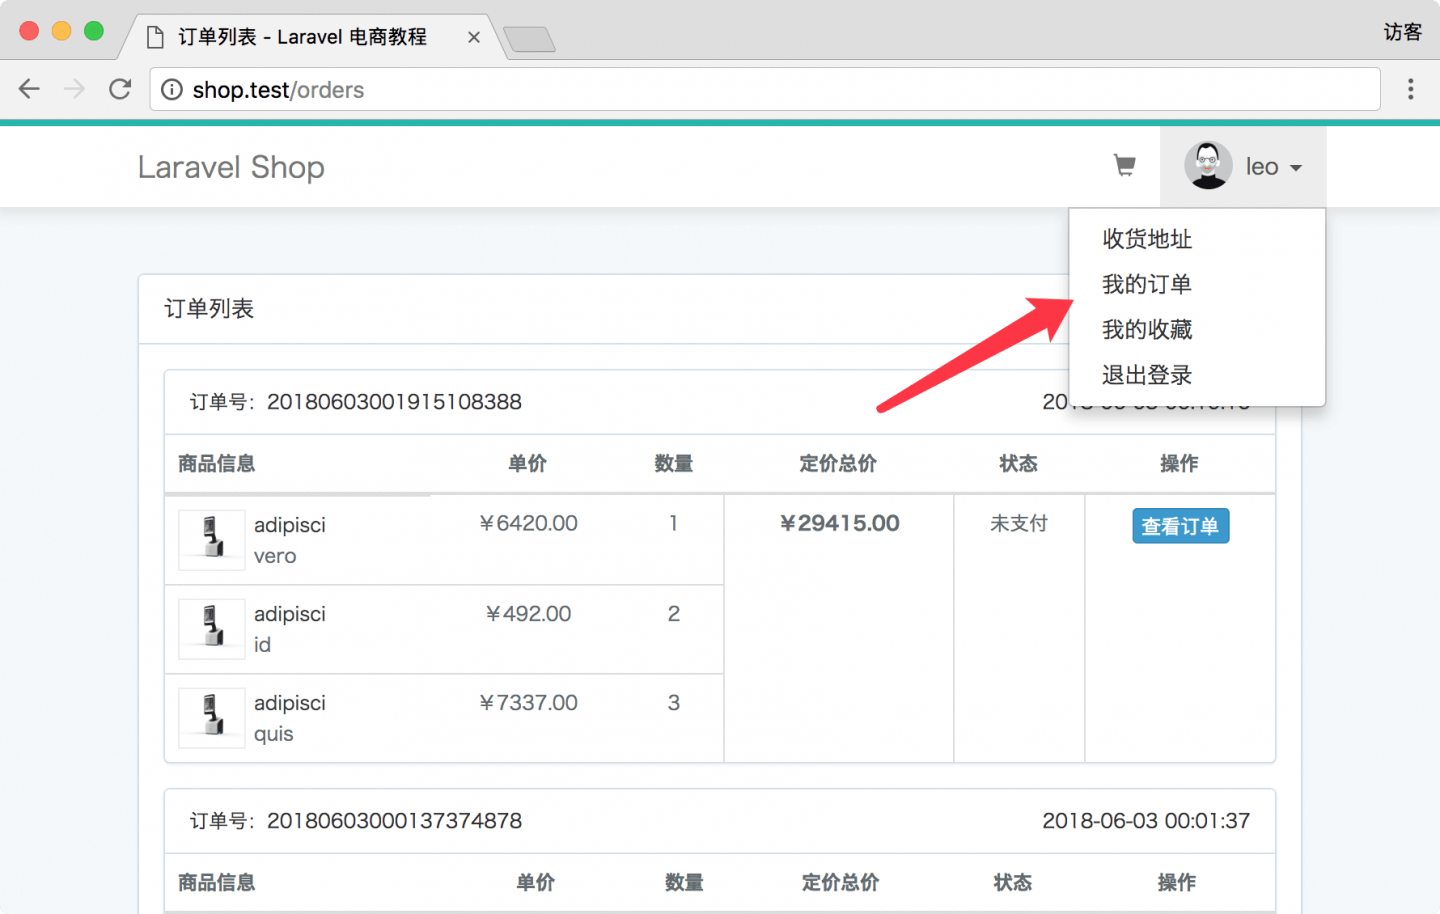 订单列表 - Laravel 电商教程
访客
shop.test/orders
Laravel Shop
leo
收货地址
我的订单
我的收藏
退出登录
订单列表
订单号：20180603001915108388
商品信息 单价 数量 定价总价 状态 操作
adipisci ￥6420.00 1 ￥29415.00 未支付 查看订单
vero
adipisci ￥492.00 2
id
adipisci ￥7337.00 3
quis
订单号：20180603000137374878 2018-06-03 00:01:37
商品信息 单价 数量 定价总价 状态 操作